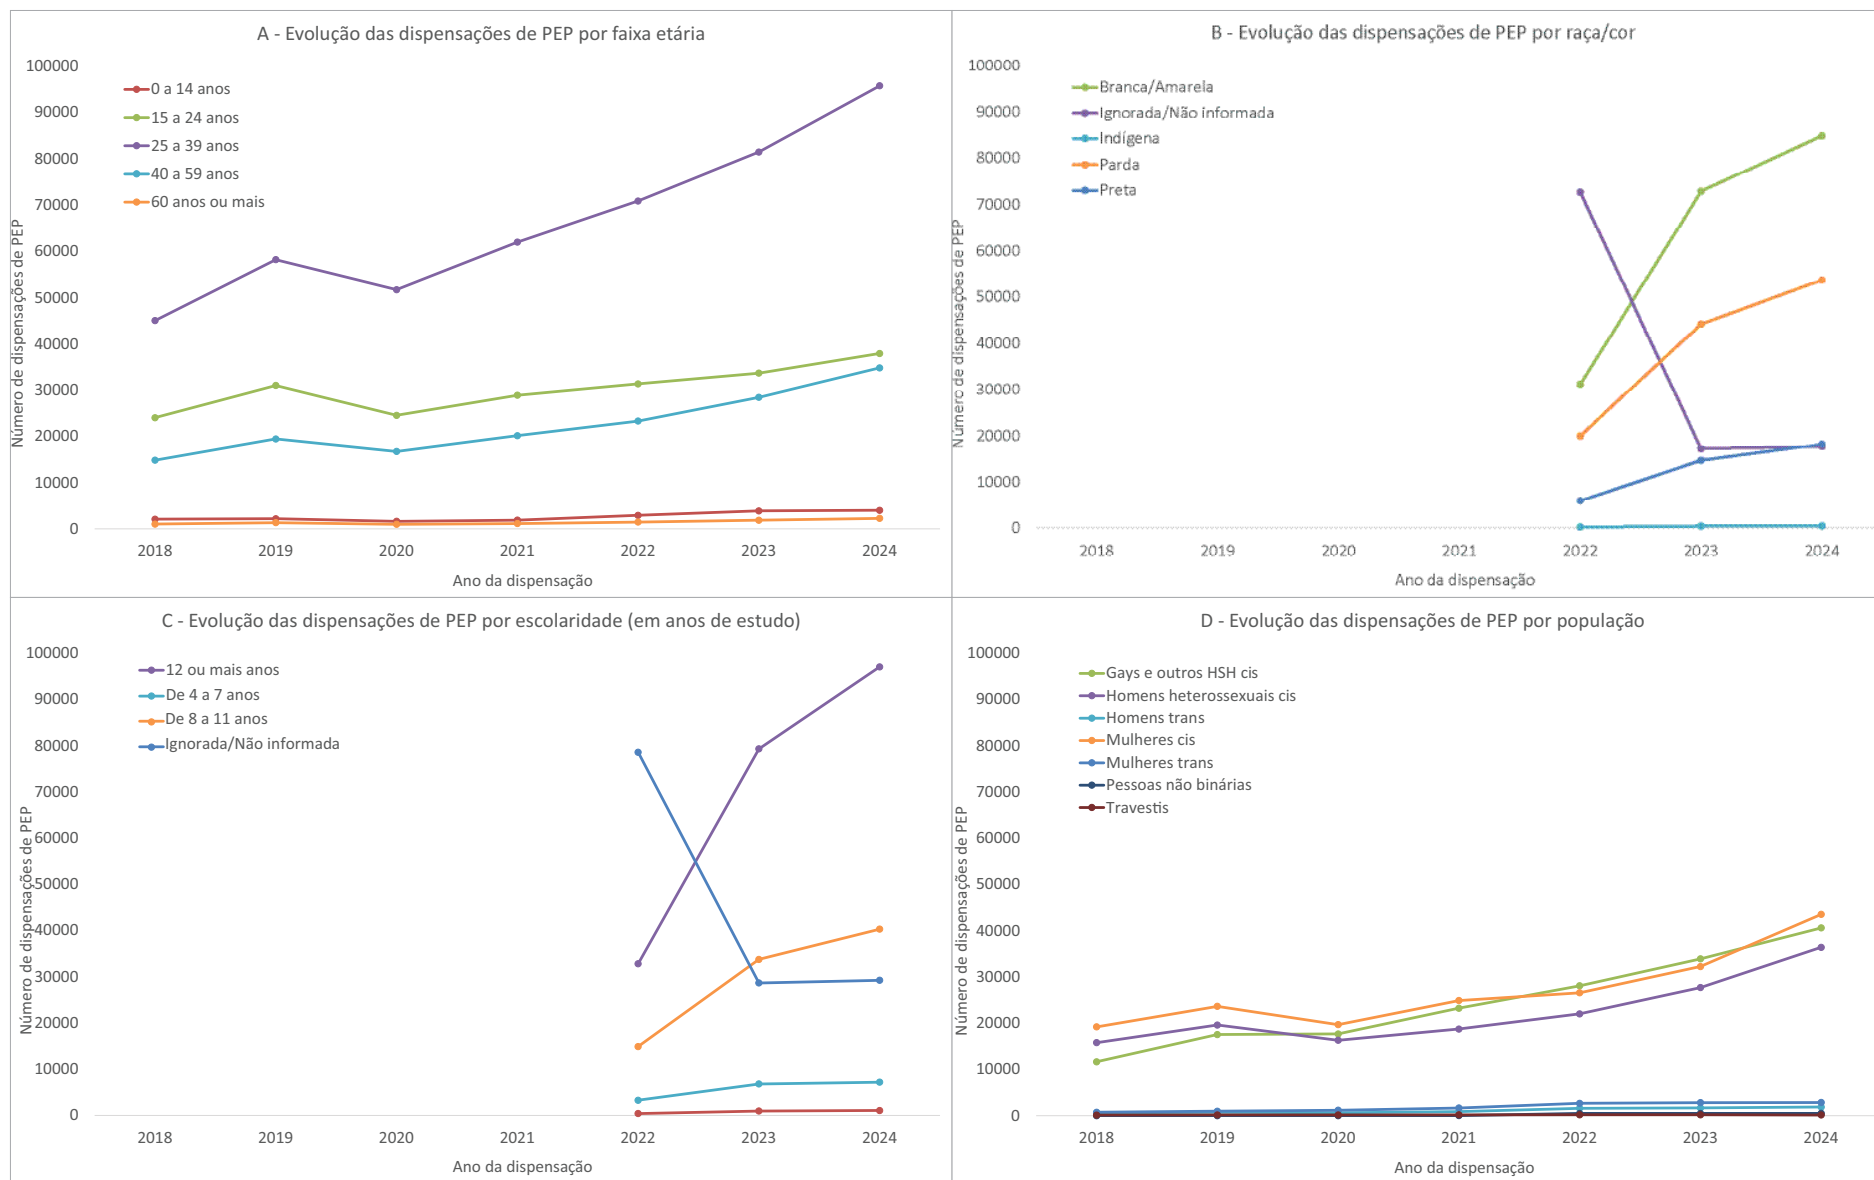 A - Evolução das dispensações de PEP por faixa etária
100000
90000
80000
70000
60000
50000
40000
30000
20000
10000
0
Número de dispensações de PEP
0 a 14 anos
15 a 24 anos
25 a 39 anos
40 a 59 anos
60 anos ou mais
2018 2019 2020 2021 2022 2023 2024
Ano da dispensação
B - Evolução das dispensações de PEP por raça/cor
100000
90000
80000
70000
60000
50000
40000
30000
20000
10000
0
Número de dispensações de PEP
Branca/Amarela
Ignorada/Não informada
Indígena
Parda
Preta
2018 2019 2020 2021 2022 2023 2024
Ano da dispensação
C - Evolução das dispensações de PEP por escolaridade (em anos de estudo)
100000
90000
80000
70000
60000
50000
40000
30000
20000
10000
0
Número de dispensações de PEP
12 ou mais anos
De 4 a 7 anos
De 8 a 11 anos
Ignorada/Não informada
2018 2019 2020 2021 2022 2023 2024
Ano da dispensação
D - Evolução das dispensações de PEP por população
100000
90000
80000
70000
60000
50000
40000
30000
20000
10000
0
Número de dispensações de PEP
Gays e outros HSH cis
Homens heterossexuais cis
Homens trans
Mulheres cis
Mulheres trans
Pessoas não binárias
Travestis
2018 2019 2020 2021 2022 2023 2024
Ano da dispensação